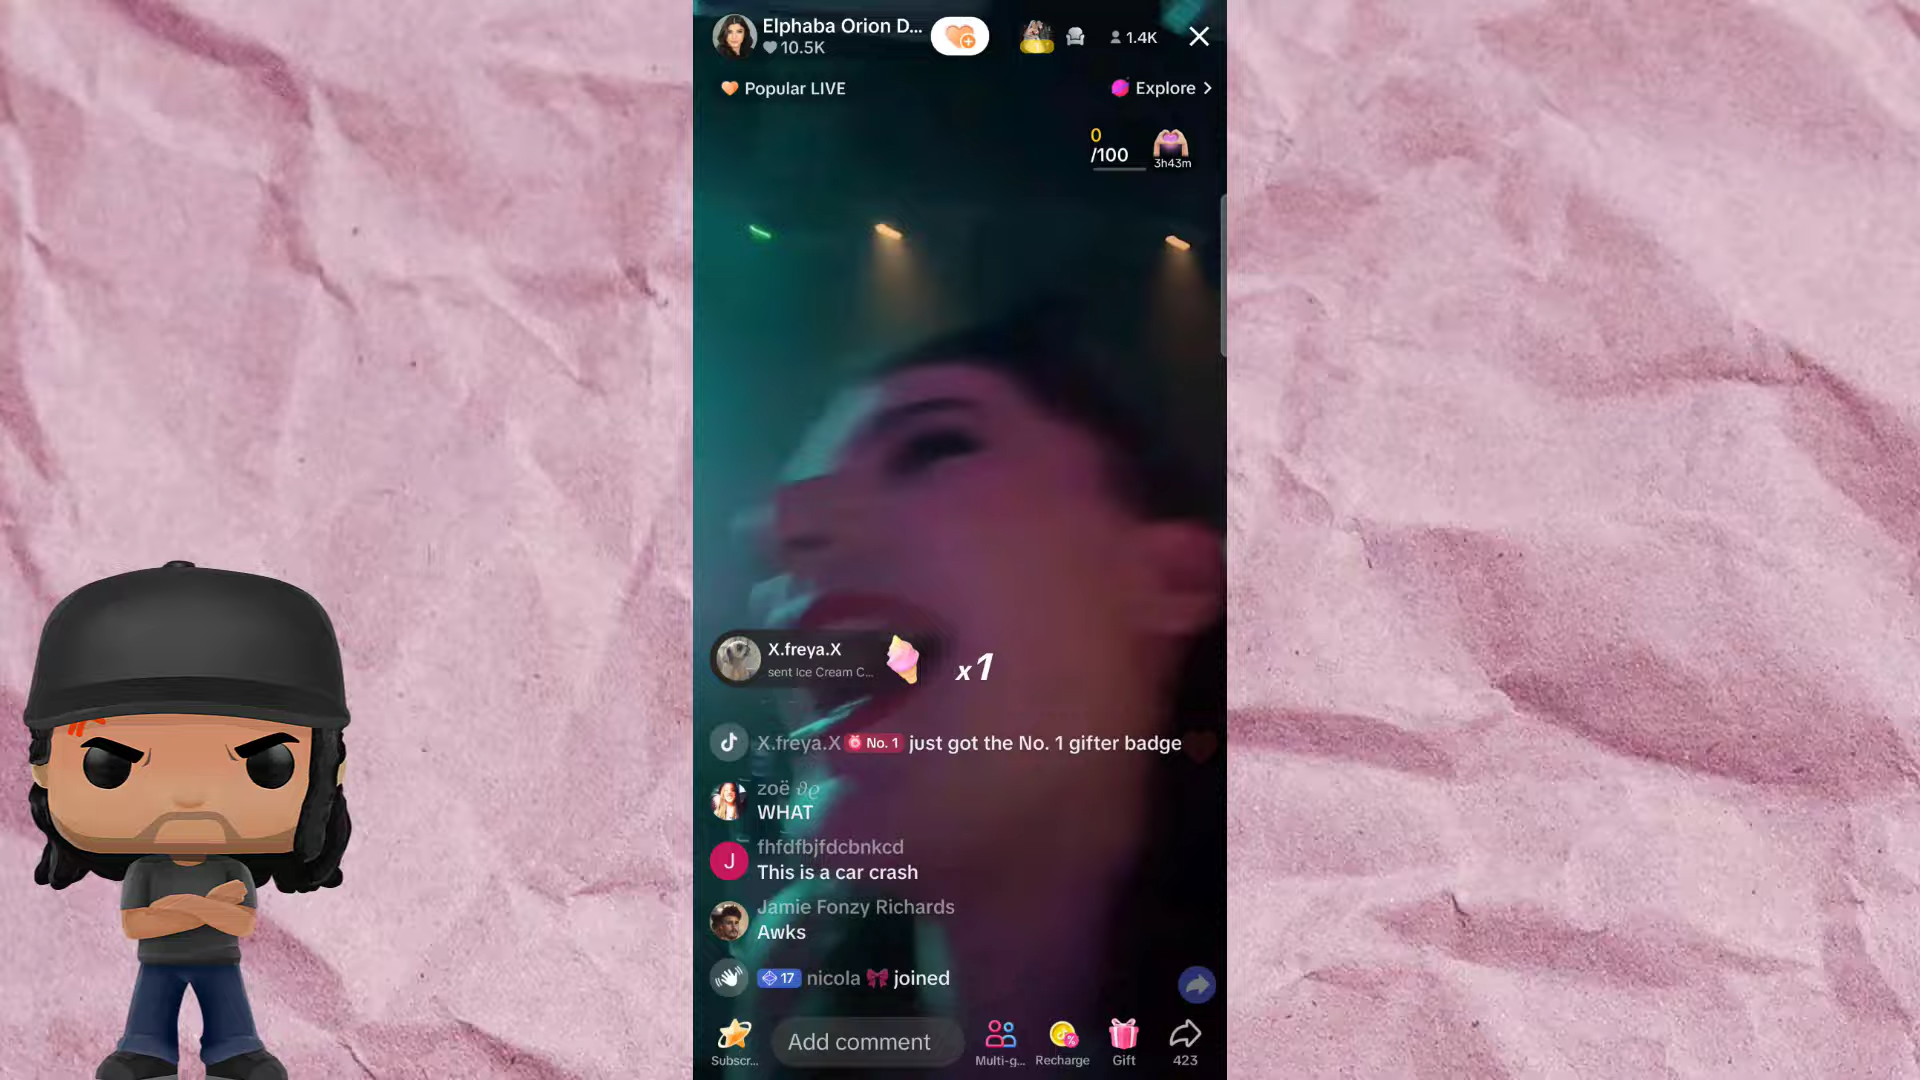 Elphaba Orion D...
10.5K
1.4K
Popular LIVE
Explore >
0
/100
3h43m
X.freya.X
sent Ice Cream C...
x1
X.freya.X No. 1 just got the No. 1 gifter badge
zoë
WHAT
J
fhfdfbjfdcbnkcd
This is a car crash
Jamie Fonzy Richards
Awks
17 nicola 🎀 joined
Add comment
Subscr...
Multi-g...
Recharge
Gift
423